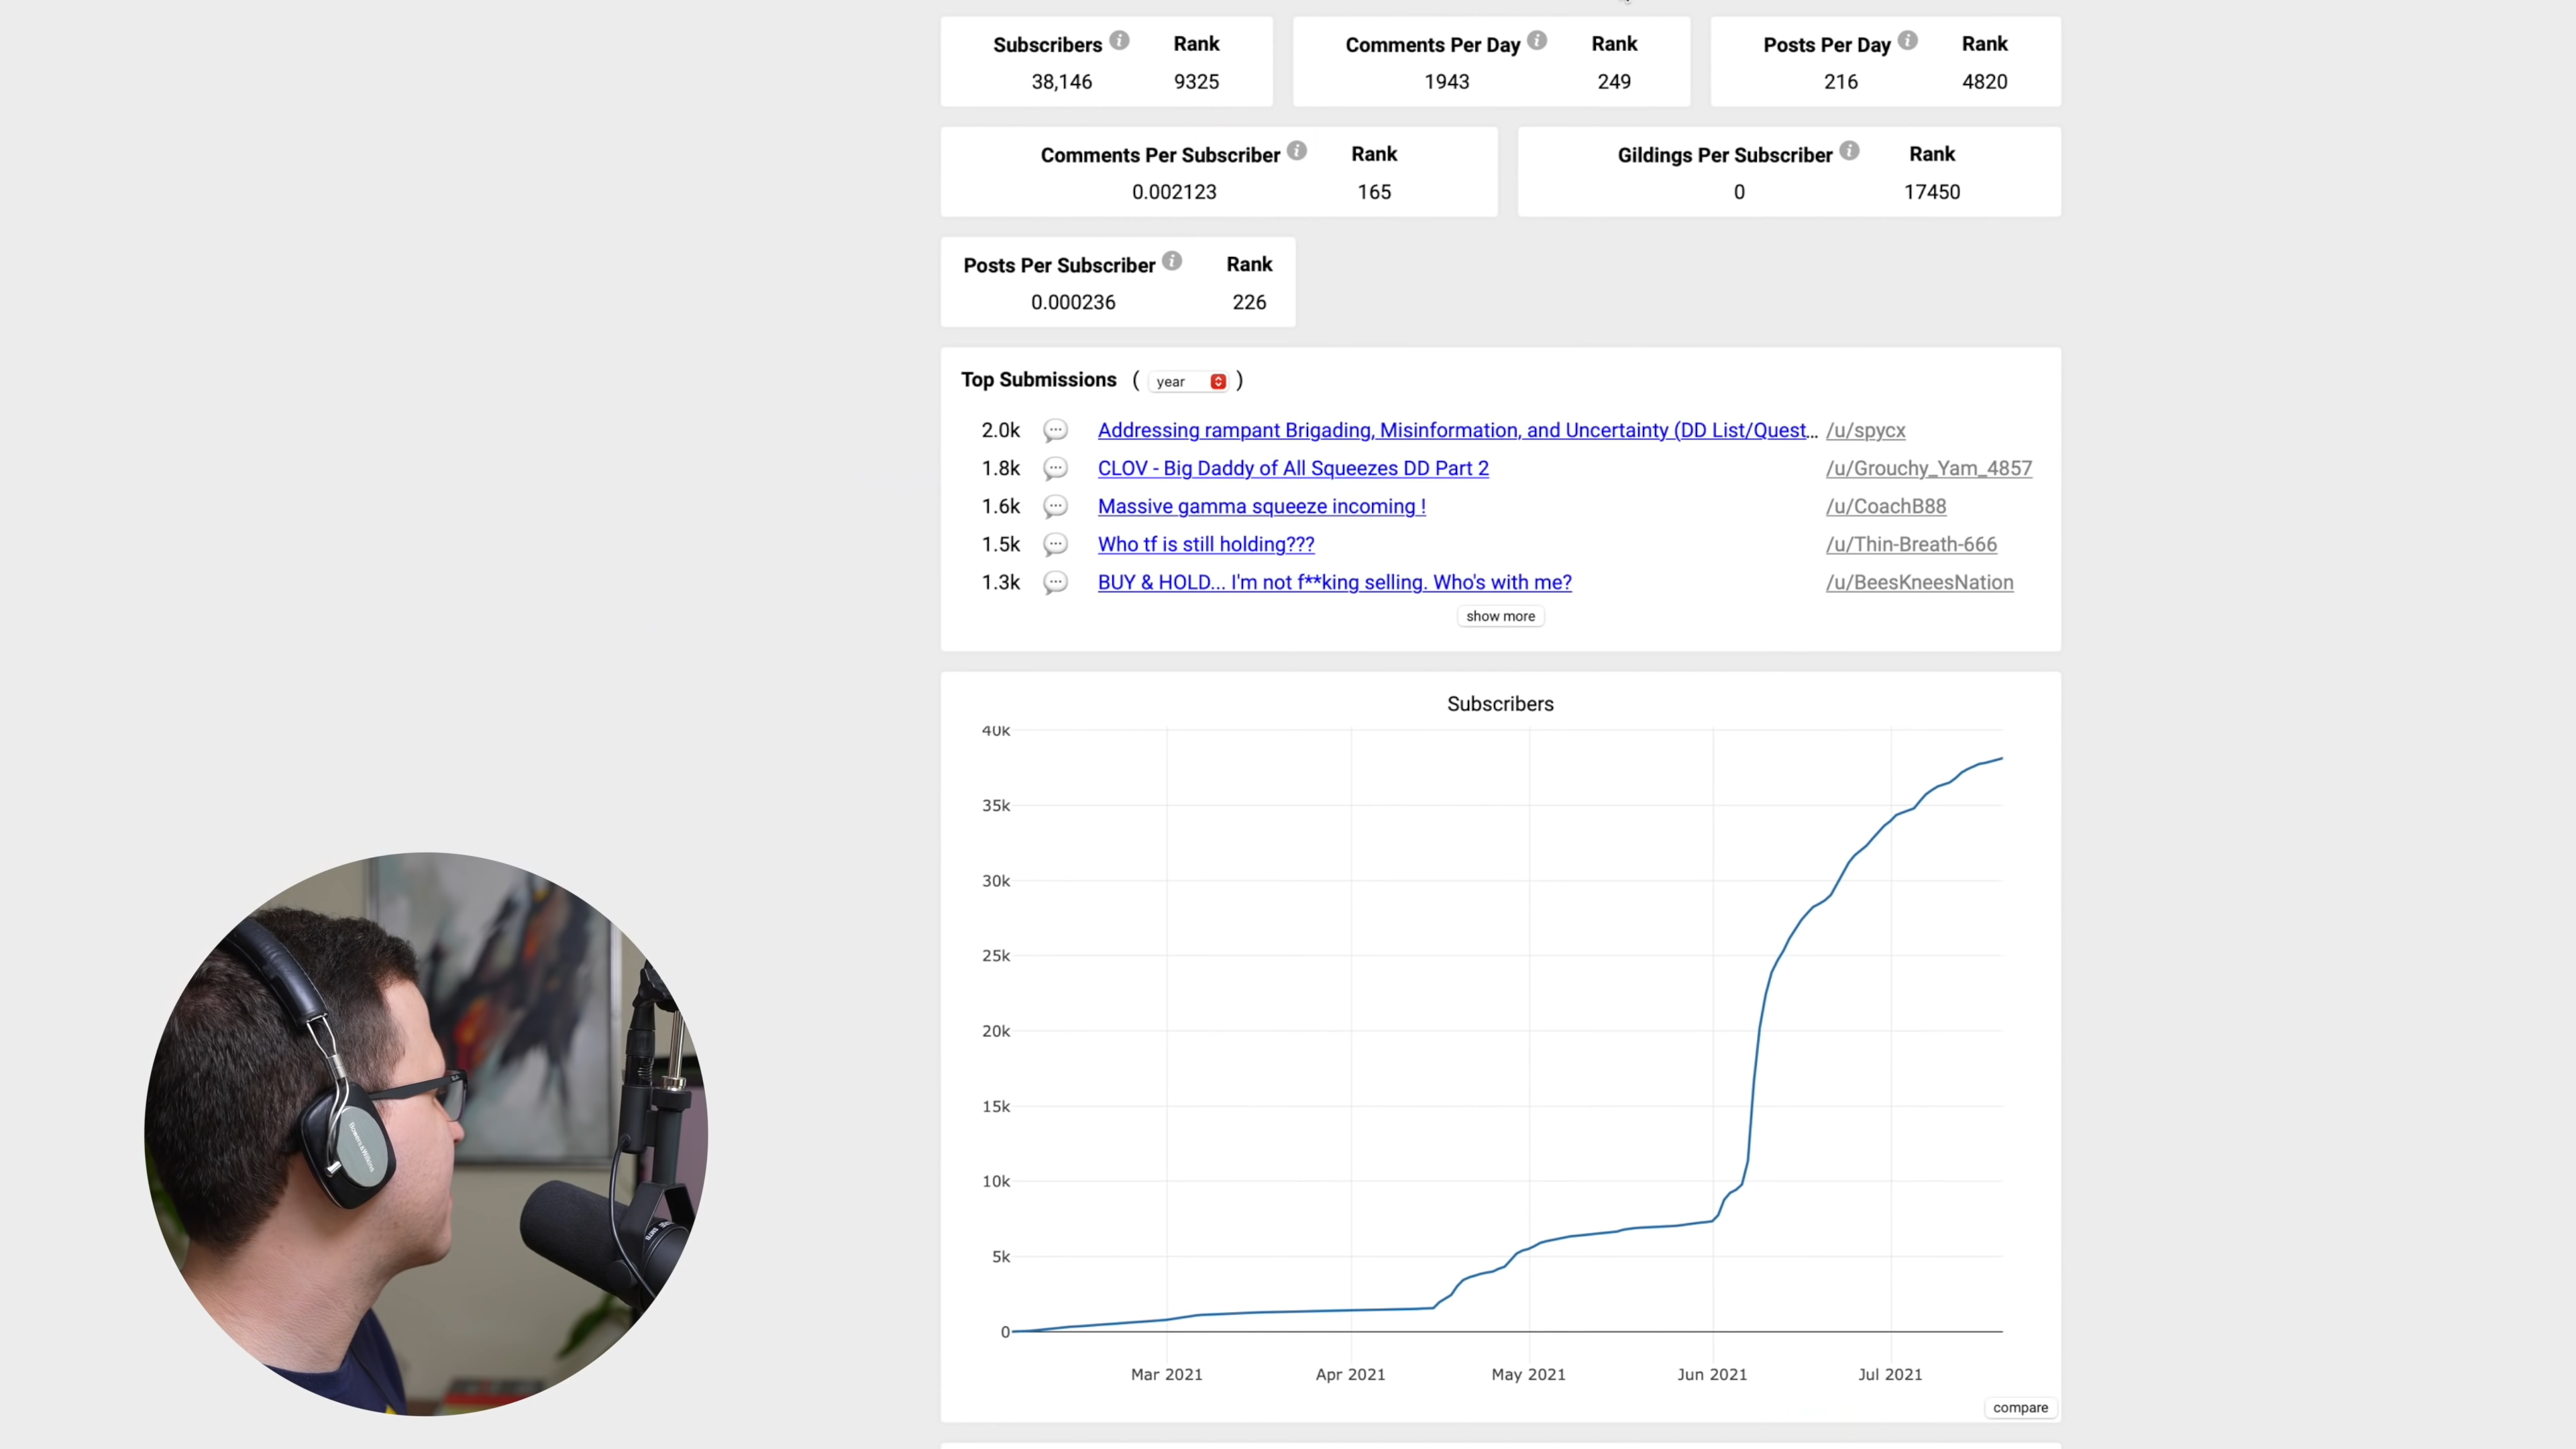 Subscribers Rank
38,146 9325
Comments Per Day Rank
1943 249
Posts Per Day Rank
216 4820
Comments Per Subscriber Rank
0.002123 165
Gildings Per Subscriber Rank
0 17450
Posts Per Subscriber Rank
0.000236 226
Top Submissions ( year )
2.0k Addressing rampant Brigading, Misinformation, and Uncertainty (DD List/Quest... /u/spycx
1.8k CLOV - Big Daddy of All Squeezes DD Part 2 /u/Grouchy_Yam_4857
1.6k Massive gamma squeeze incoming ! /u/CoachB88
1.5k Who tf is still holding??? /u/Thin-Breath-666
1.3k BUY & HOLD... I'm not f**king selling. Who's with me? /u/BeesKneesNation
show more
Subscribers
40k
35k
30k
25k
20k
15k
10k
5k
0
Mar 2021 Apr 2021 May 2021 Jun 2021 Jul 2021
compare
Bowers & Wilkins